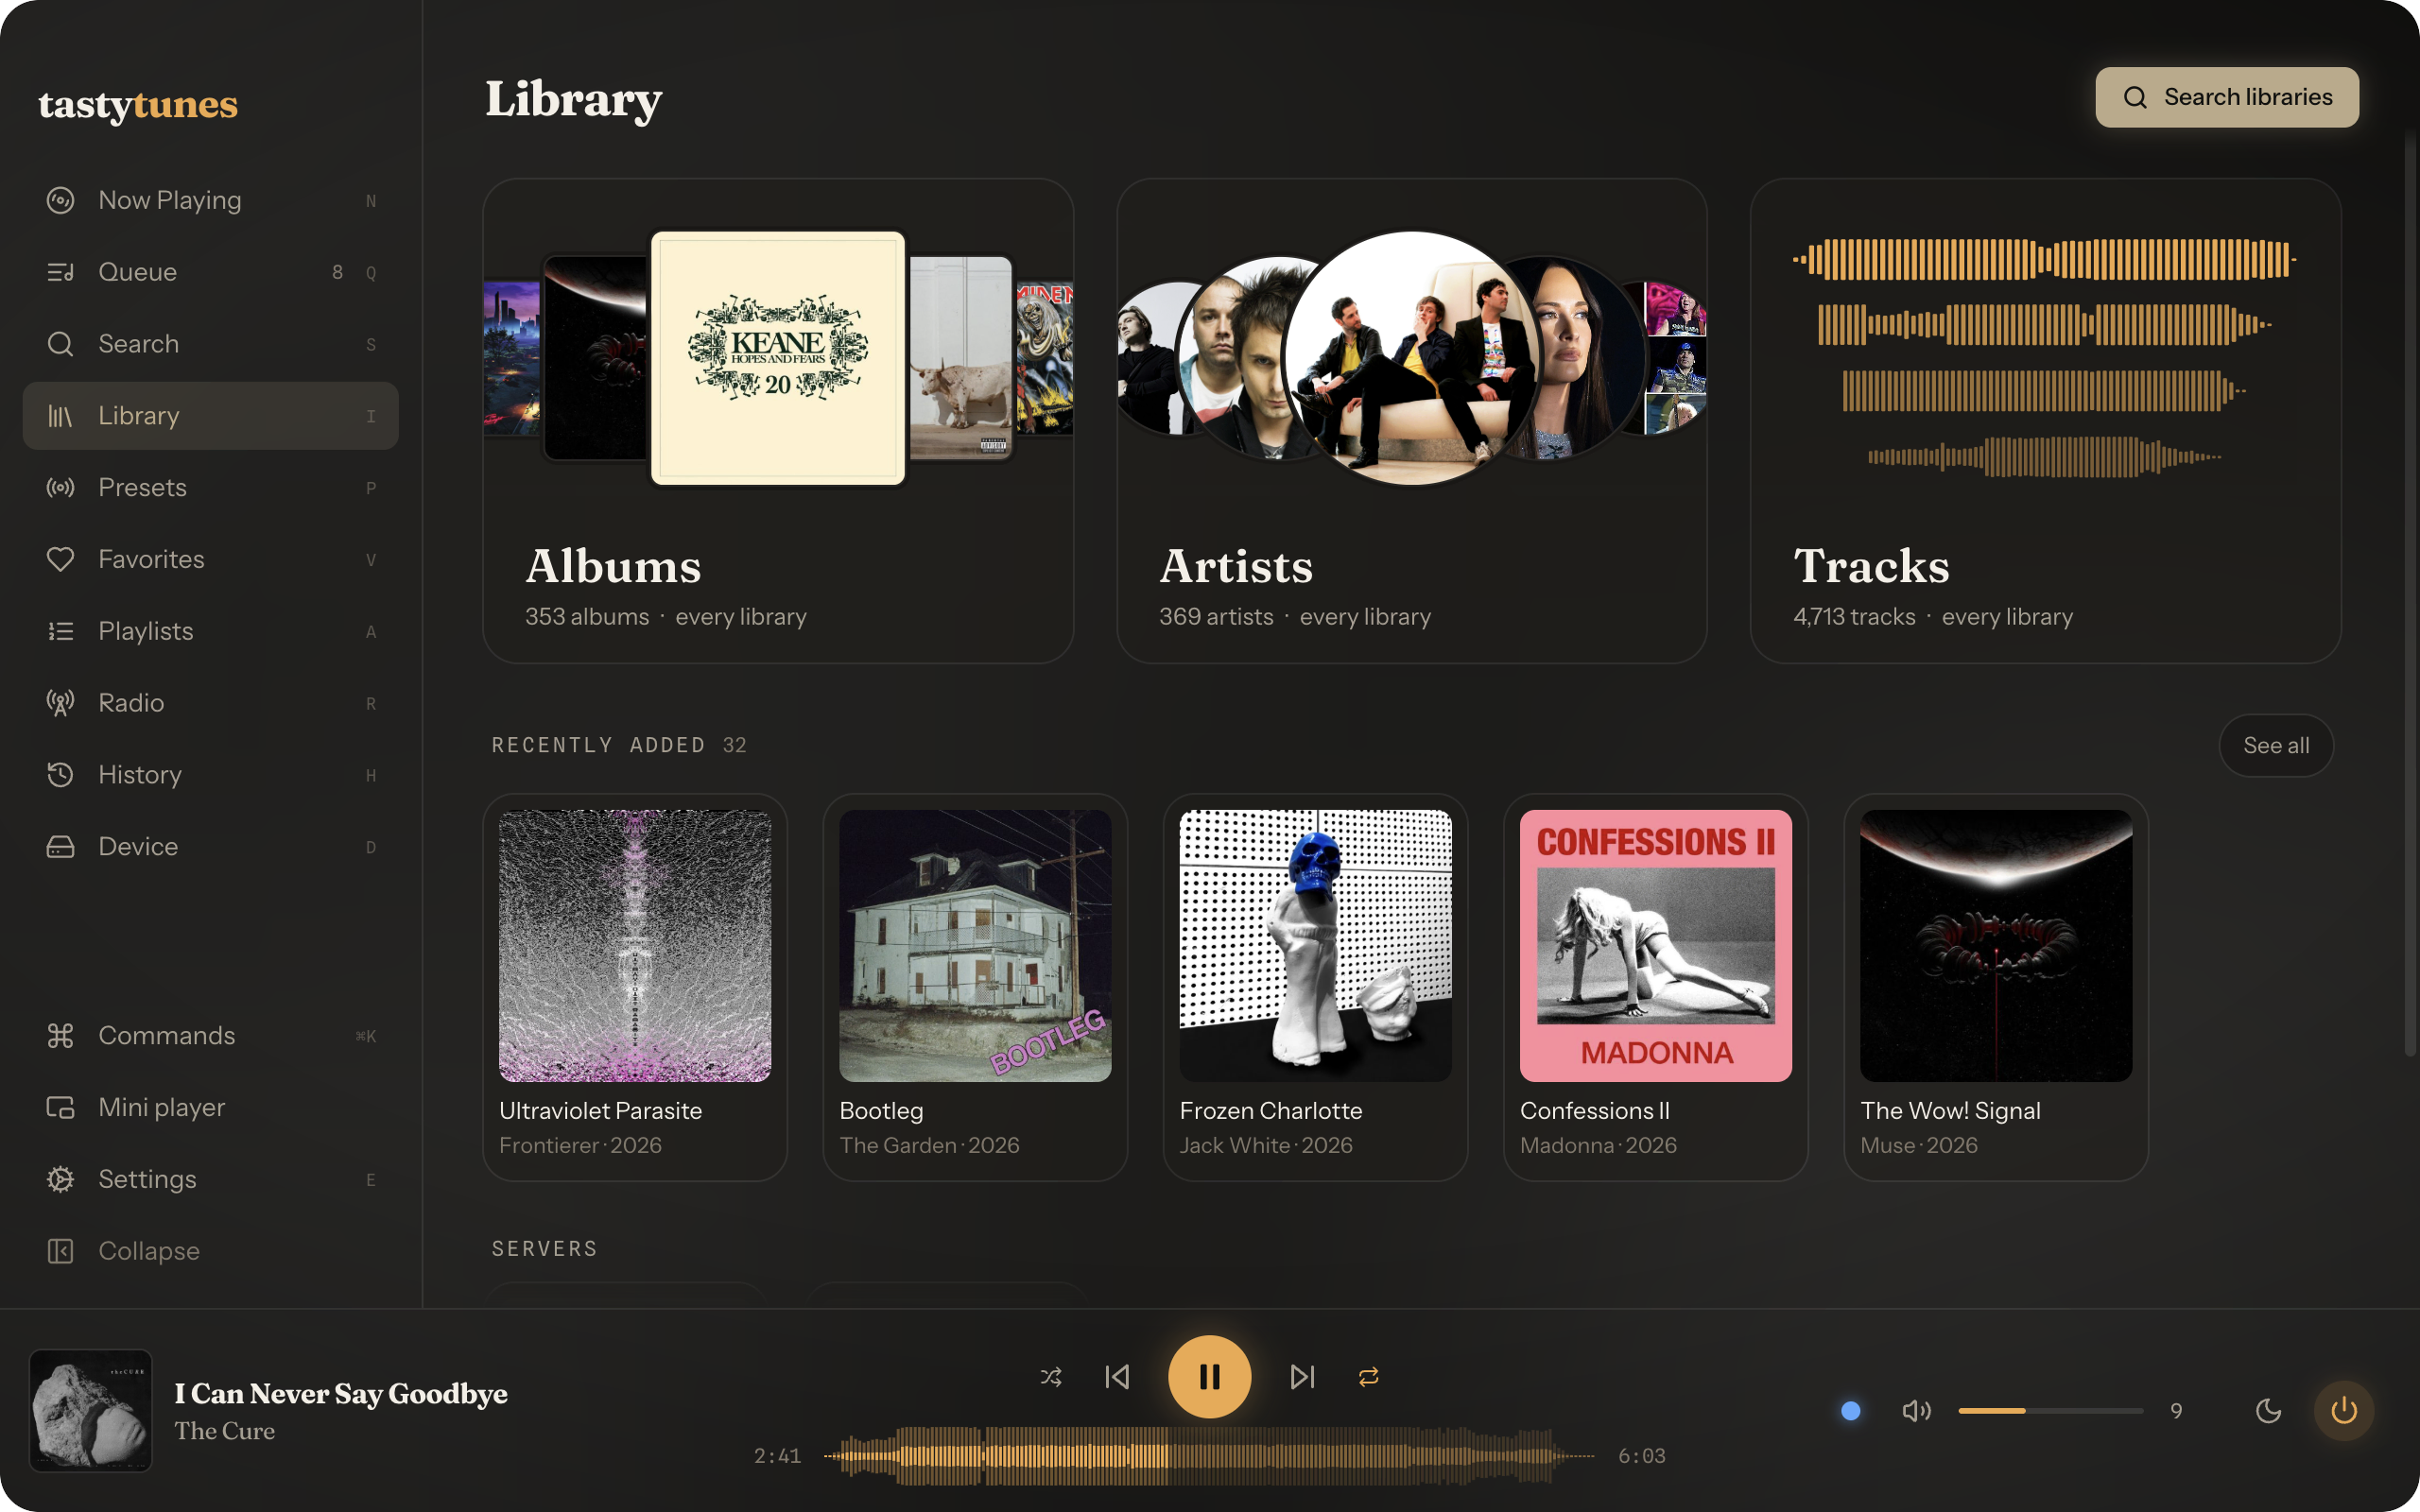 tastytunes
Now Playing N
Queue 8 Q
Search S
Library I
Presets P
Favorites V
Playlists A
Radio R
History H
Device D
Commands ⌘K
Mini player
Settings E
Collapse
Library
Search libraries
KEANE
HOPES AND FEARS
20
Albums
353 albums · every library
Artists
369 artists · every library
Tracks
4,713 tracks · every library
RECENTLY ADDED 32
See all
BOOTLEG
CONFESSIONS II
MADONNA
Ultraviolet Parasite
Frontierer · 2026
Bootleg
The Garden · 2026
Frozen Charlotte
Jack White · 2026
Confessions II
Madonna · 2026
The Wow! Signal
Muse · 2026
SERVERS
theCURE
I Can Never Say Goodbye
The Cure
2:41
6:03
9